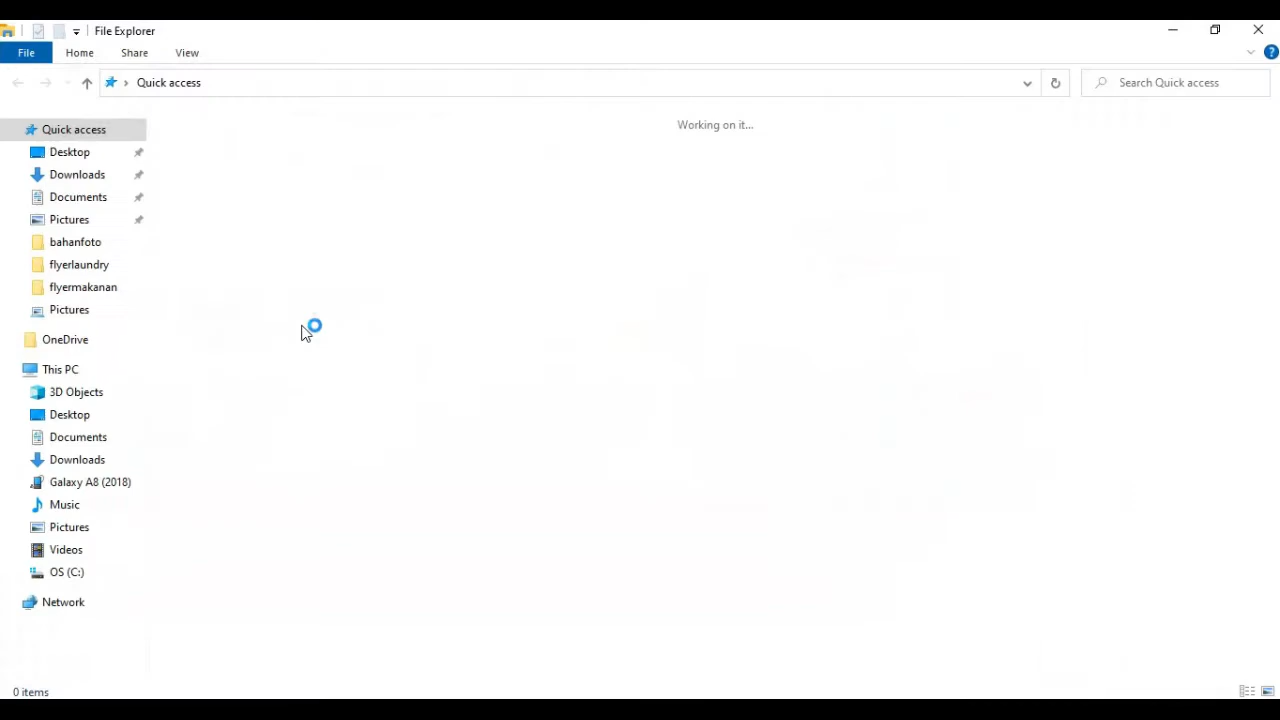 File Explorer
File Home Share View
Quick access
Search Quick access
Working on it...
Quick access
Desktop
Downloads
Documents
Pictures
bahanfoto
flyerlaundry
flyermakanan
Pictures
OneDrive
This PC
3D Objects
Desktop
Documents
Downloads
Galaxy A8 (2018)
Music
Pictures
Videos
OS (C:)
Network
0 items